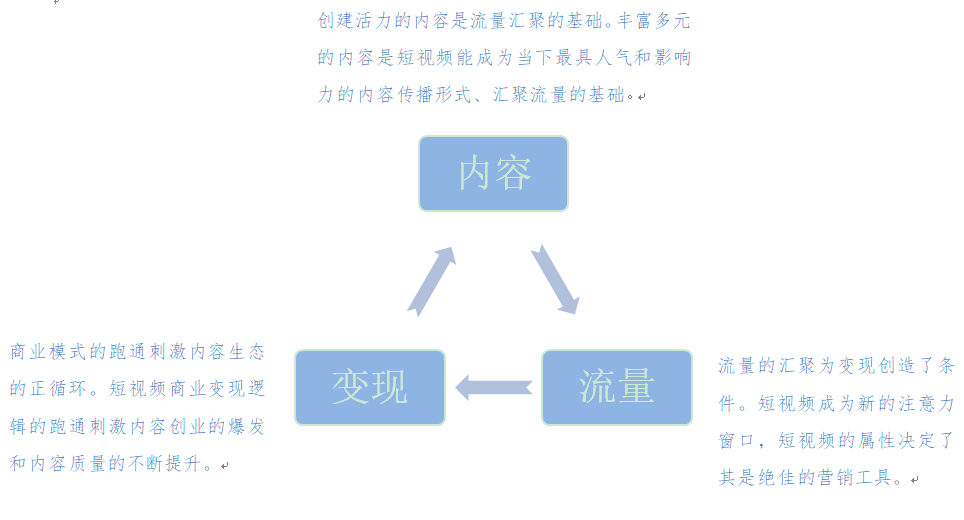 创建活力的内容是流量汇聚的基础。丰富多元
的内容是短视频能成为当下最具人气和影响
力的内容传播形式、汇聚流量的基础。
内容
商业模式的跑通刺激内容生态
的正循环。短视频商业变现逻
辑的跑通刺激内容创业的爆发
和内容质量的不断提升。
变现
流量
流量的汇聚为变现创造了条
件。短视频成为新的注意力
窗口，短视频的属性决定了
其是绝佳的营销工具。